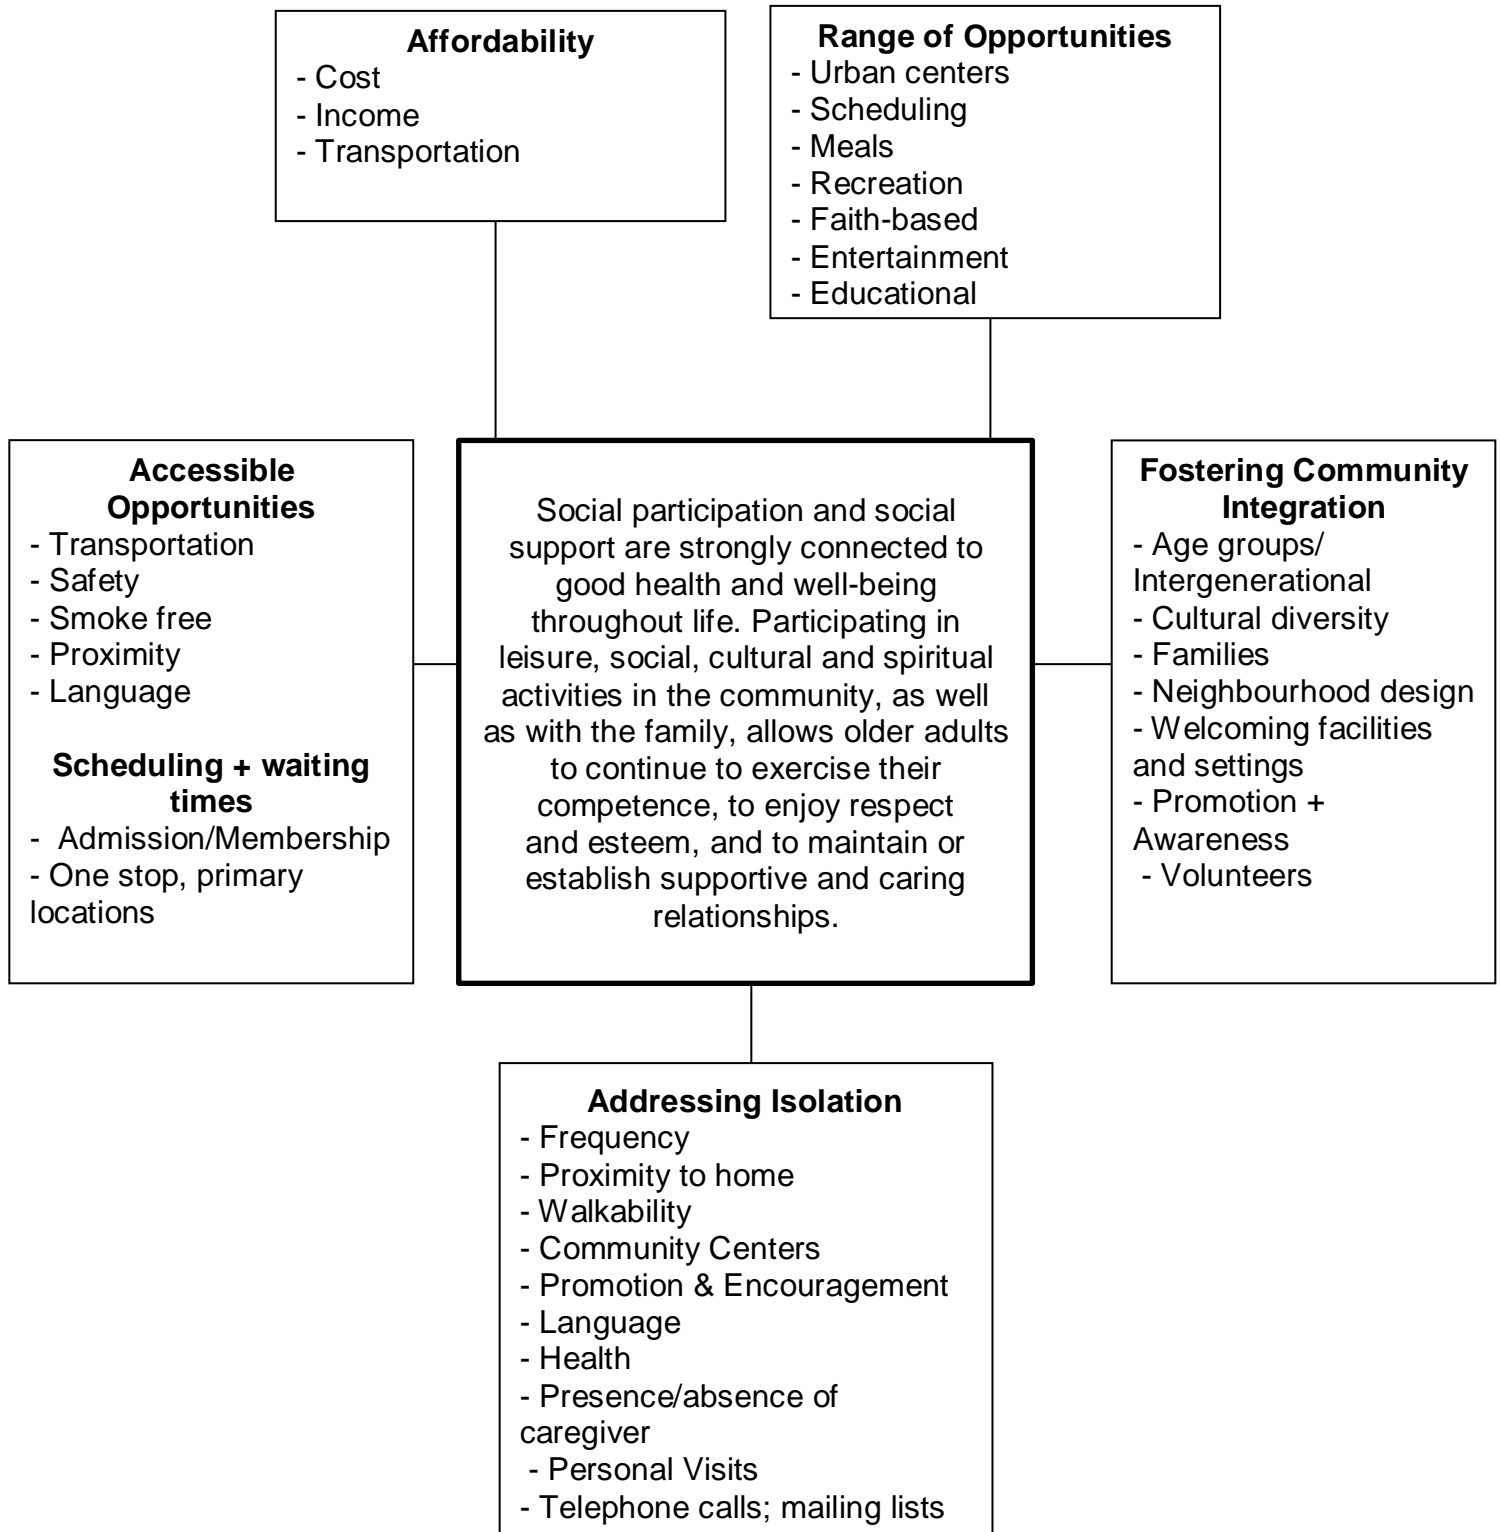 Affordability
- Cost
- Income
- Transportation
Range of Opportunities
- Urban centers
- Scheduling
- Meals
- Recreation
- Faith-based
- Entertainment
- Educational
Accessible
Opportunities
- Transportation
- Safety
- Smoke free
- Proximity
- Language
Scheduling + waiting
times
- Admission/Membership
- One stop, primary
locations
Social participation and social
support are strongly connected to
good health and well-being
throughout life. Participating in
leisure, social, cultural and spiritual
activities in the community, as well
as with the family, allows older adults
to continue to exercise their
competence, to enjoy respect
and esteem, and to maintain or
establish supportive and caring
relationships.
Fostering Community
Integration
- Age groups/
Intergenerational
- Cultural diversity
- Families
- Neighbourhood design
- Welcoming facilities
and settings
- Promotion +
Awareness
- Volunteers
Addressing Isolation
- Frequency
- Proximity to home
- Walkability
- Community Centers
- Promotion & Encouragement
- Language
- Health
- Presence/absence of
caregiver
- Personal Visits
- Telephone calls; mailing lists